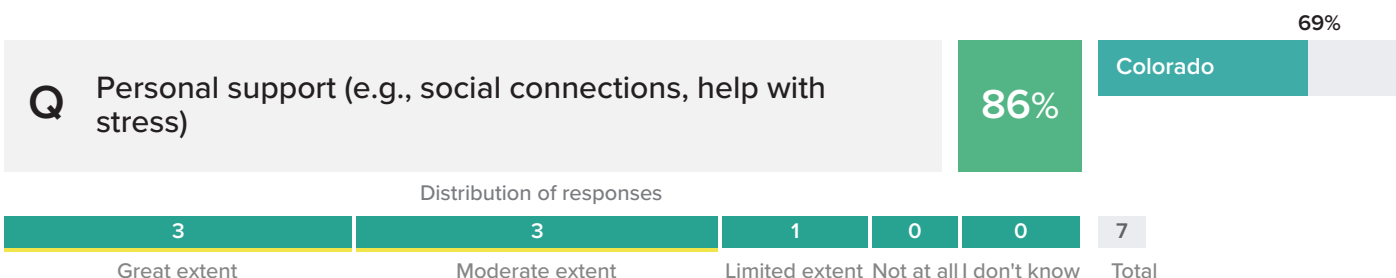 69%
Q Personal support (e.g., social connections, help with
stress)
86%
Colorado
Distribution of responses
3 3 1 0 0 7
Great extent Moderate extent Limited extent Not at all I don't know Total